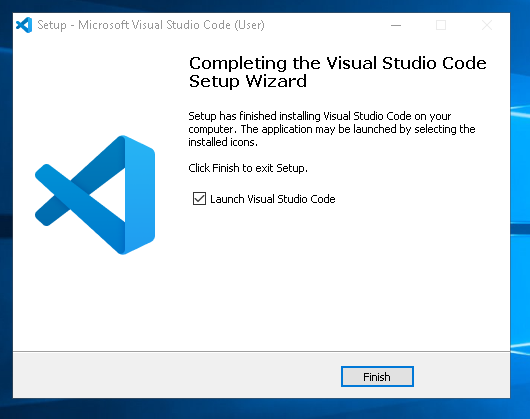 Setup - Microsoft Visual Studio Code (User)
Completing the Visual Studio Code
Setup Wizard
Setup has finished installing Visual Studio Code on your
computer. The application may be launched by selecting the
installed icons.
Click Finish to exit Setup.
Launch Visual Studio Code
Finish